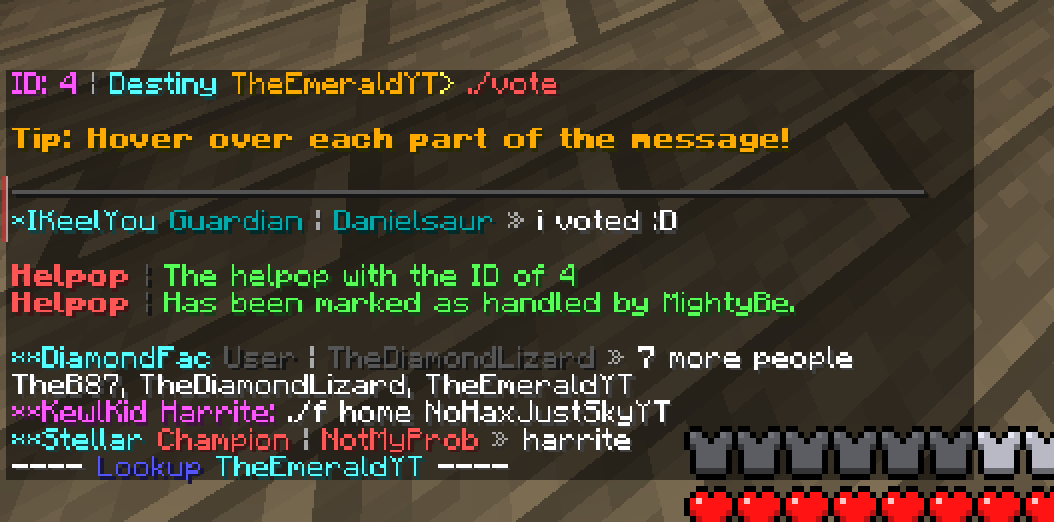 ID: 4 | Destiny TheEmeraldYT> ./vote
Tip: Hover over each part of the message!
×IKeelYou Guardian | Danielsaur » i voted :D
Helpop | The helpop with the ID of 4
Helpop | Has been marked as handled by MightyBe.
××DiamondFac User | TheDiamondLizard » 7 more people
TheB87, TheDiamondLizard, TheEmeraldYT
××KewlKid Harrite: ./f home NoHaxJustSkyYT
××Stellar Champion | NotMyProb » harrite
---- Lookup TheEmeraldYT ----